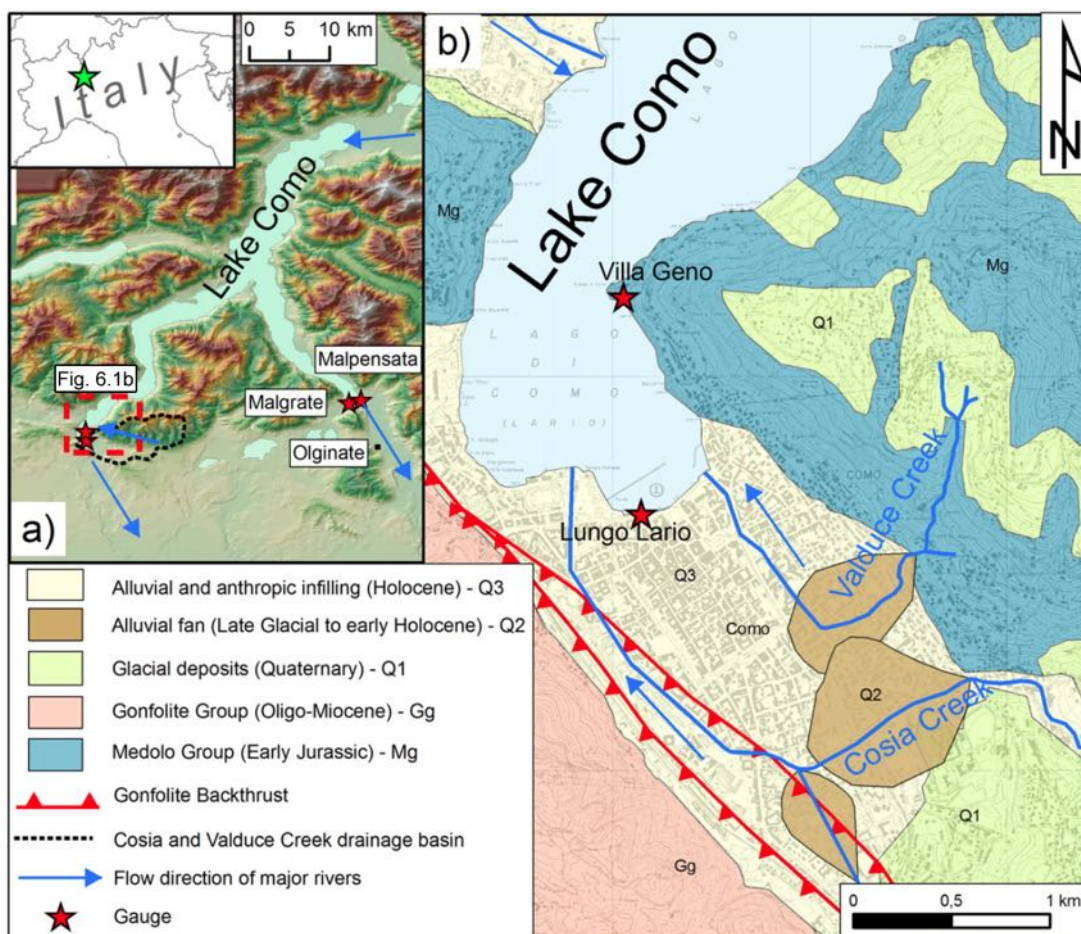 Italy
0 5 10 km
Lake Como
Fig. 6.1b
Malpensata
Malgrate
Olginate
a)
Alluvial and anthropic infilling (Holocene) - Q3
Alluvial fan (Late Glacial to early Holocene) - Q2
Glacial deposits (Quaternary) - Q1
Gonfolite Group (Oligo-Miocene) - Gg
Medolo Group (Early Jurassic) - Mg
Gonfolite Backthrust
Cosia and Valduce Creek drainage basin
Flow direction of major rivers
Gauge
b)
N
Lake Como
Mg
Mg
Villa Geno
Q1
LAGO
DI
COMO
(LARIO)
Lungo Lario
Q3
Como
Valduce Creek
Q2
Cosia Creek
Q1
Gg
0 0,5 1 km